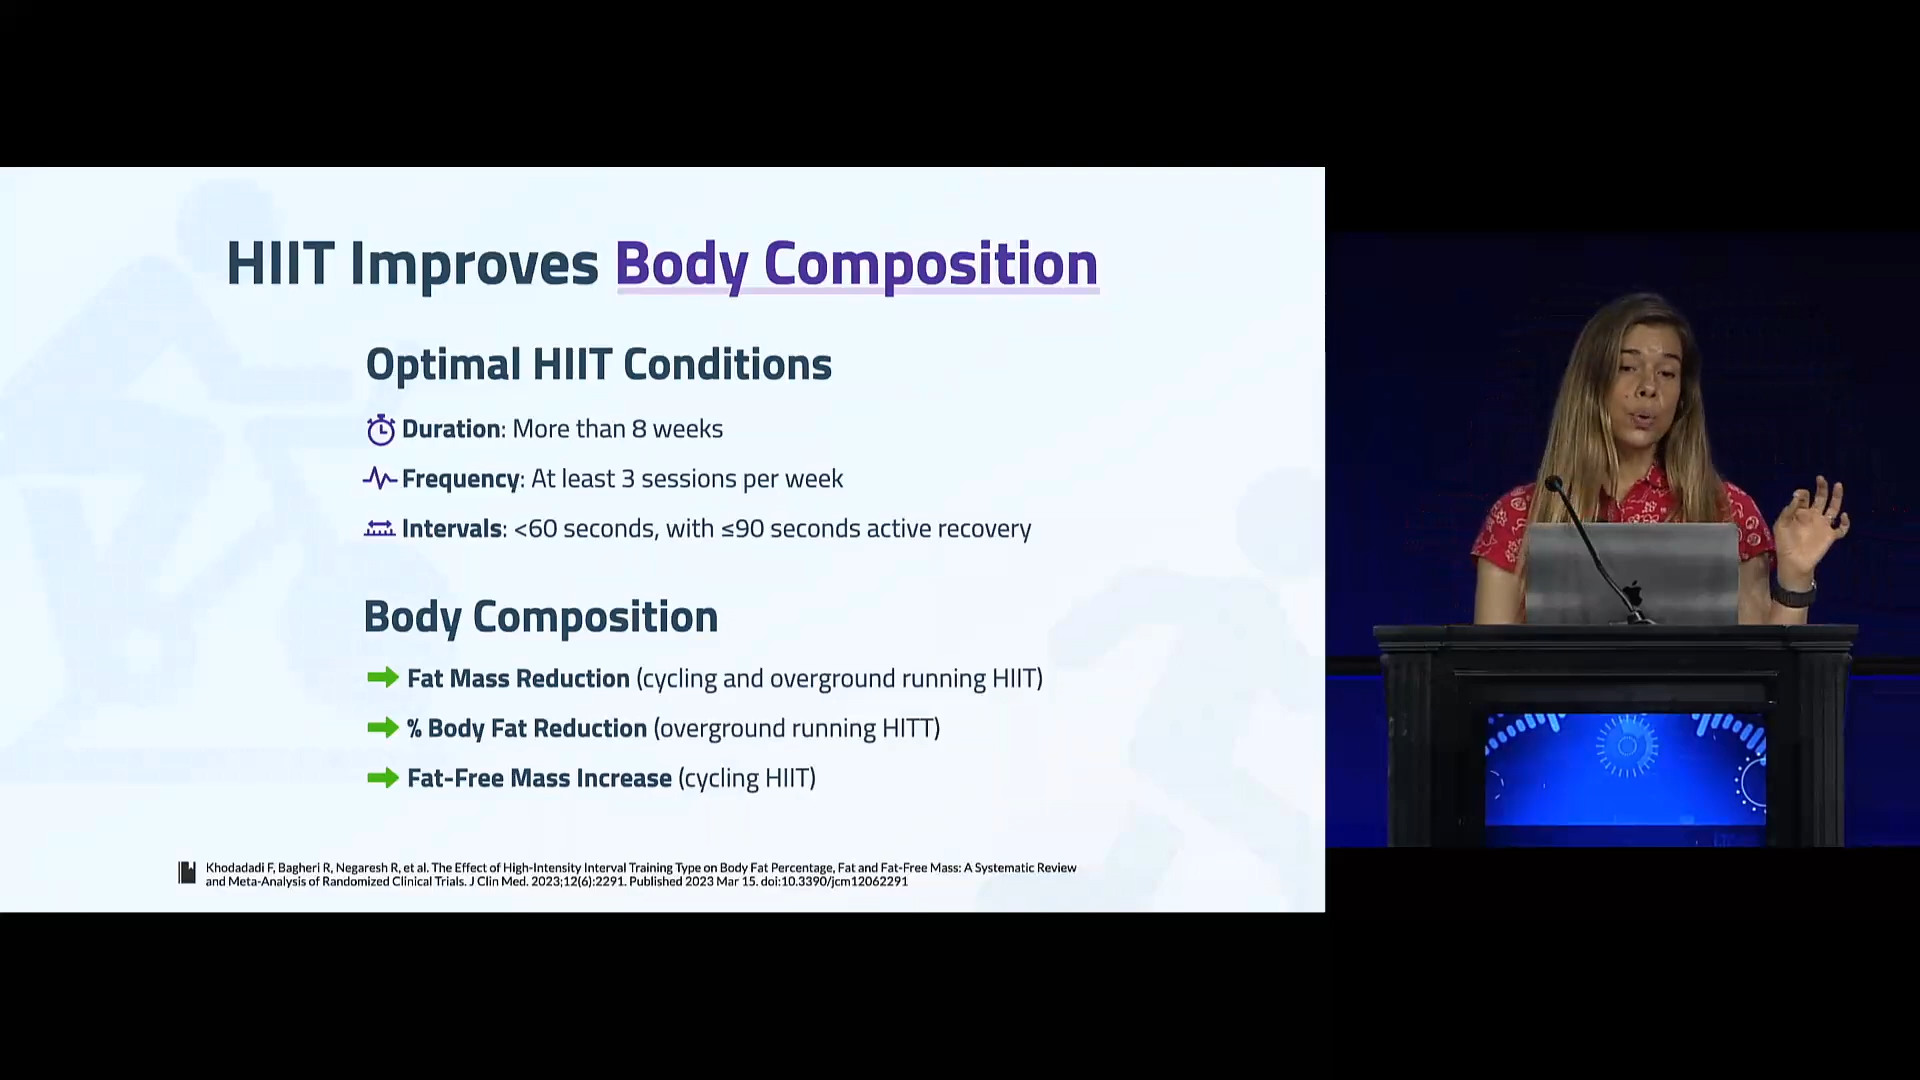 HIIT Improves Body Composition
Optimal HIIT Conditions
Duration: More than 8 weeks
Frequency: At least 3 sessions per week
Intervals: <60 seconds, with ≤90 seconds active recovery
Body Composition
Fat Mass Reduction (cycling and overground running HIIT)
% Body Fat Reduction (overground running HITT)
Fat-Free Mass Increase (cycling HIIT)
Khodadadi F, Bagheri R, Negaresh R, et al. The Effect of High-Intensity Interval Training Type on Body Fat Percentage, Fat and Fat-Free Mass: A Systematic Review
and Meta-Analysis of Randomized Clinical Trials. J Clin Med. 2023;12(6):2291. Published 2023 Mar 15. doi:10.3390/jcm12062291